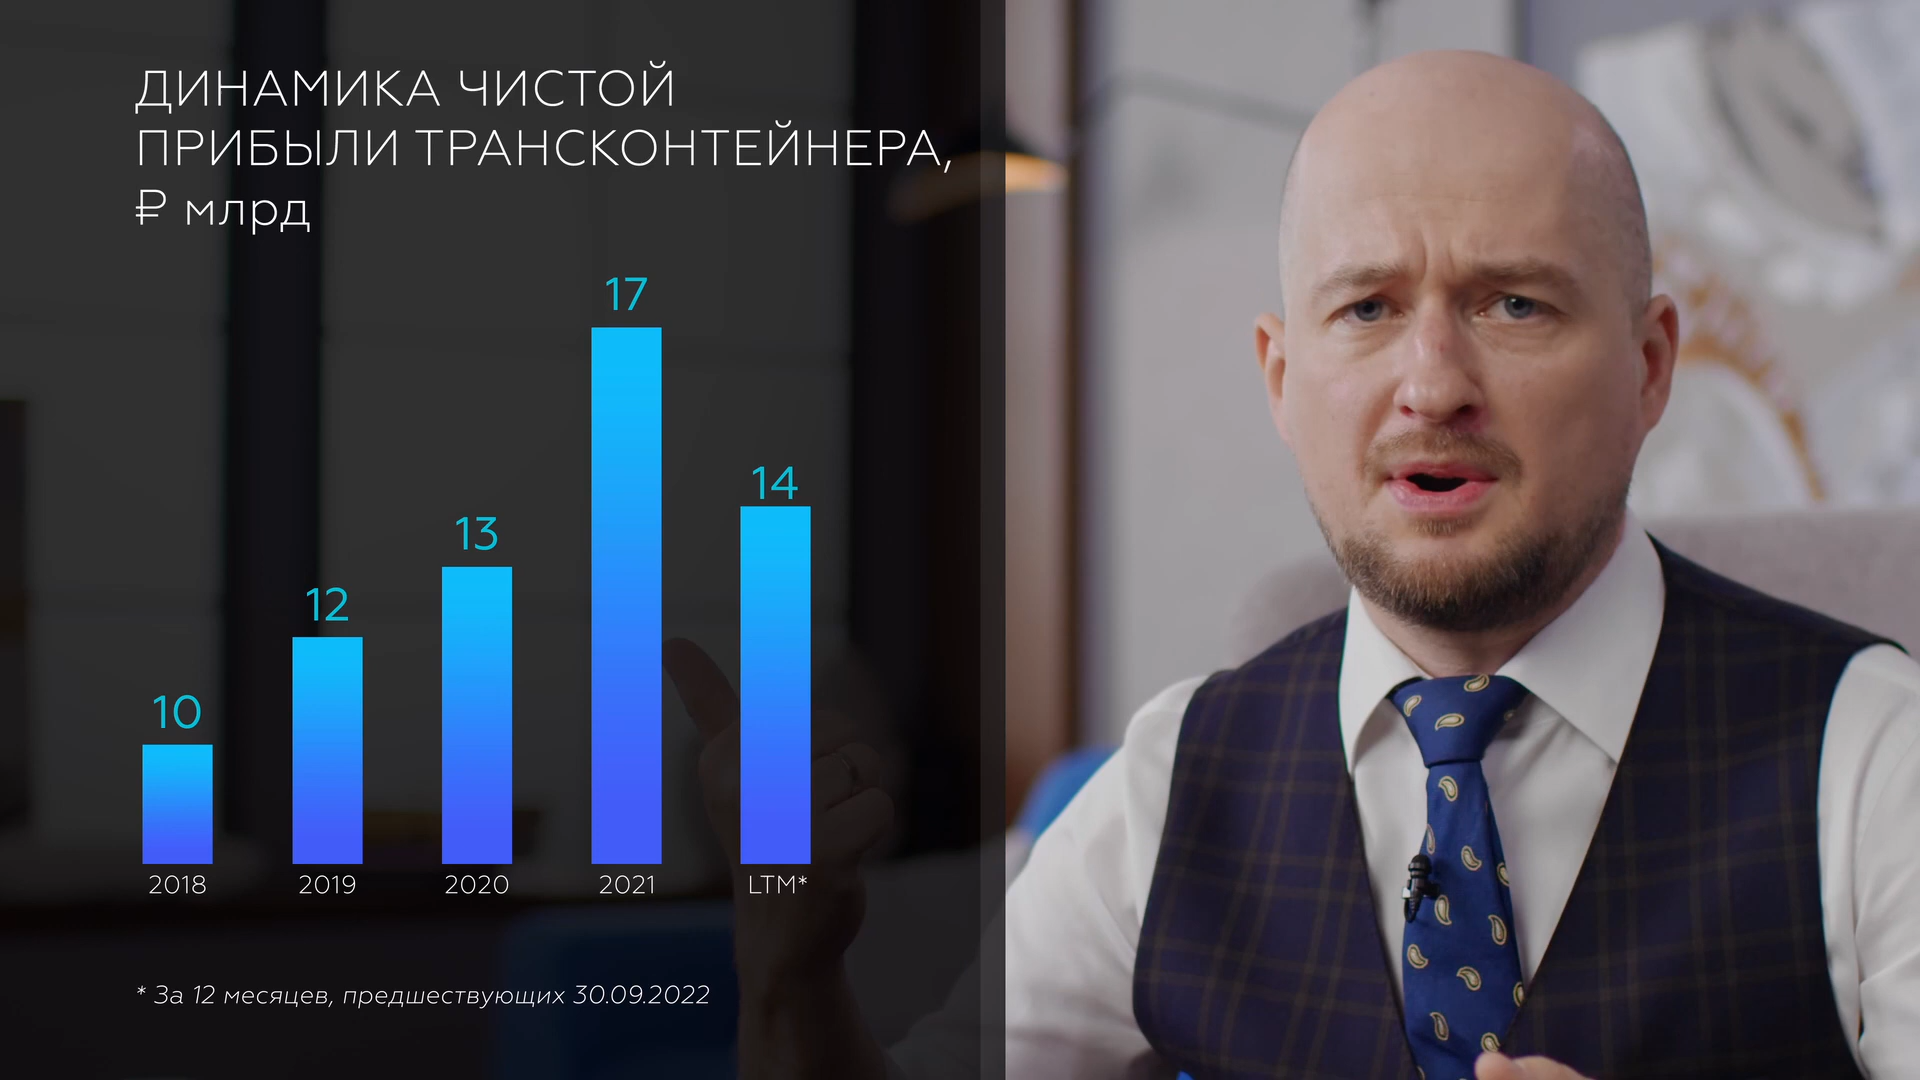 ДИНАМИКА ЧИСТОЙ
ПРИБЫЛИ ТРАНСКОНТЕЙНЕРА,
₽ млрд
10
12
13
17
14
2018
2019
2020
2021
LTM*
* За 12 месяцев, предшествующих 30.09.2022